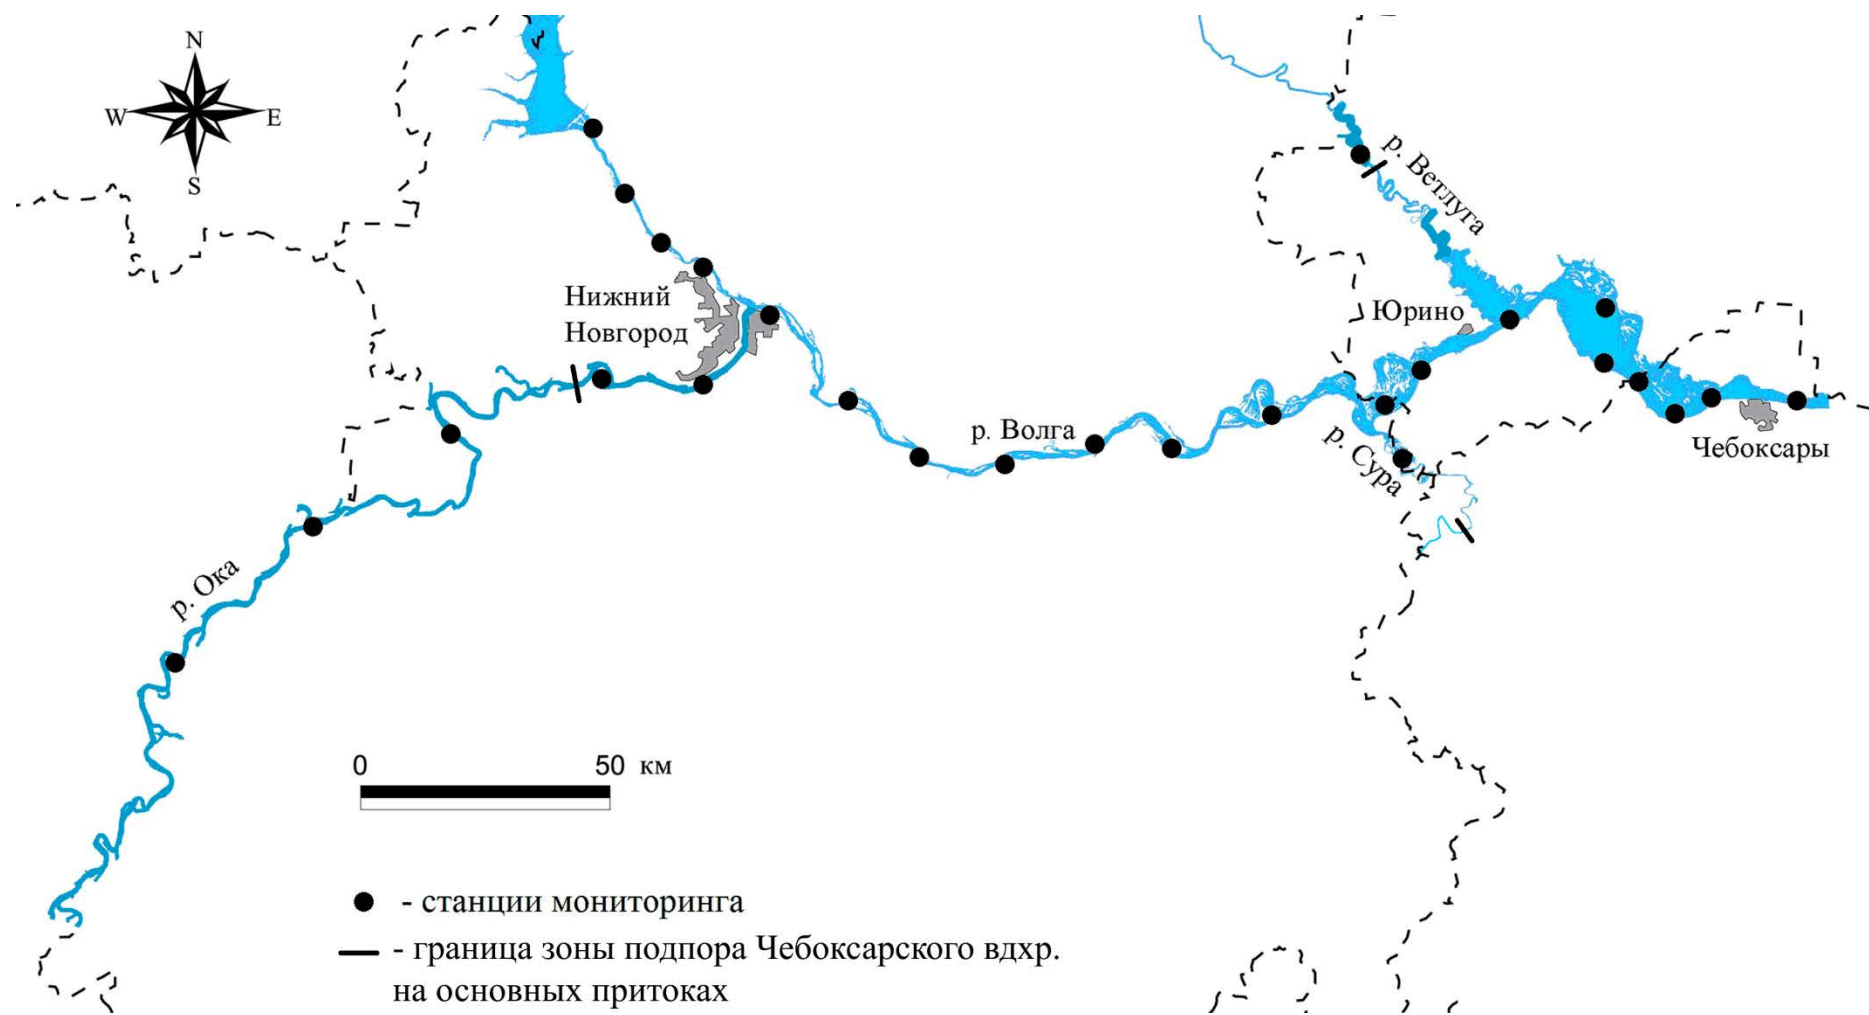 N
W
E
S
р. Ветлуга
Нижний
Новгород
Юрино
р. Волга
р. Сура
Чебоксары
р. Ока
0 50 км
- станции мониторинга
- граница зоны подпора Чебоксарского вдхр.
на основных притоках